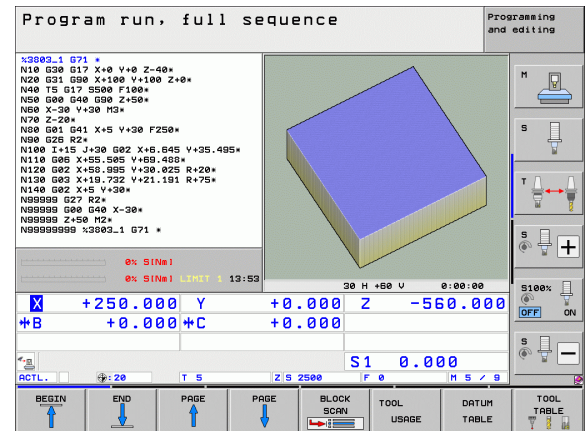 Program run, full sequence
Programming and editing
%3803_1 G71 *
N10 G30 G17 X+0 Y+0 Z-40*
N20 G31 G90 X+100 Y+100 Z+0*
N40 T5 G17 S500 F100*
N50 G00 G40 G90 Z+50*
N60 X-30 Y+30 M3*
N70 Z-20*
N80 G01 G41 X+5 Y+30 F250*
N90 G26 R2*
N100 I+15 J+30 G02 X+6.645 Y+35.495*
N110 G06 X+55.505 Y+69.488*
N120 G02 X+58.995 Y+30.025 R+20*
N130 G03 X+19.732 Y+21.191 R+75*
N140 G02 X+5 Y+30*
N99999 G27 R2*
N99999 G00 G40 X-30*
N99999 Z+50 M2*
N99999999 %3803_1 G71 *
0% S[Nm]
0% S[Nm] LIMIT 1 13:53
30 H +60 V 0:00:00
X +250.000 Y +0.000 Z -560.000
B +0.000 C +0.000
S1 0.000
ACTL. : 20 T 5 Z S 2500 F 0 M 5 / 9
M
S
T
S
S100%
OFF ON
S
BEGIN
END
PAGE
PAGE
BLOCK SCAN
TOOL USAGE
DATUM TABLE
TOOL TABLE